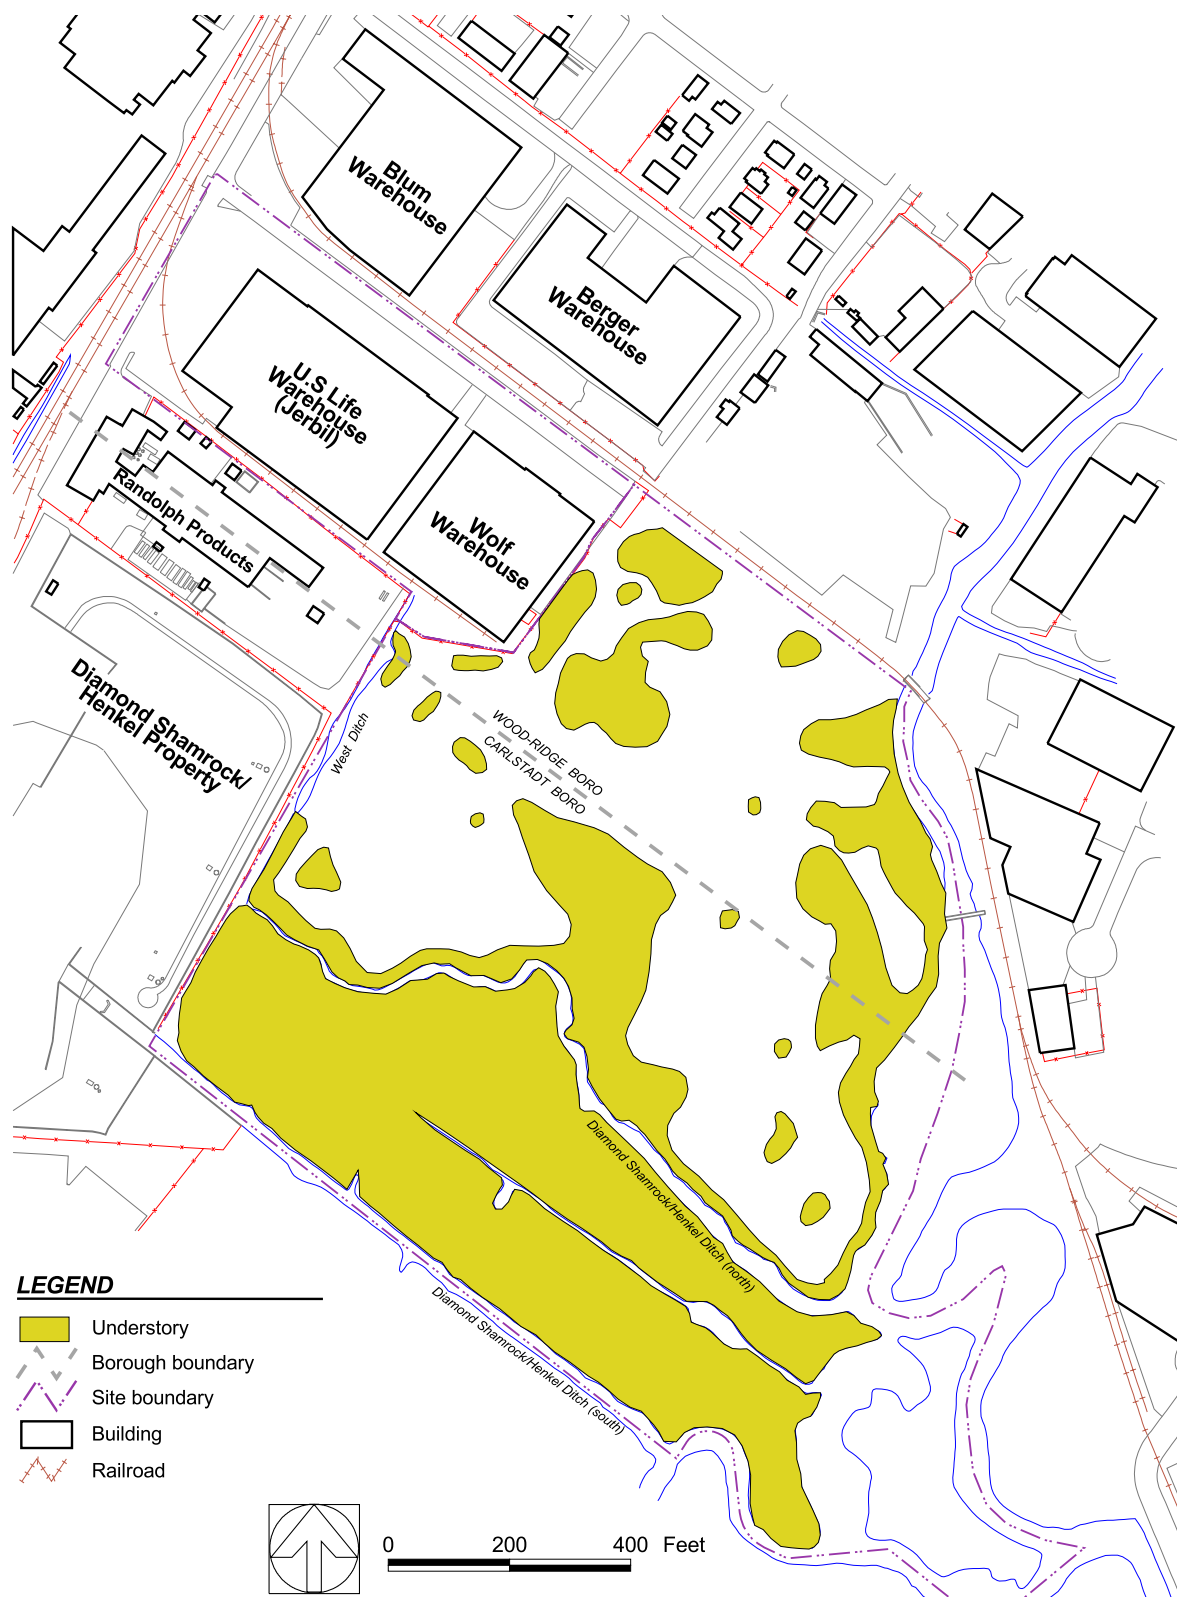 Blum
Warehouse
Berger
Warehouse
U.S Life
Warehouse
(Jerbil)
Wolf
Warehouse
Randolph Products
Diamond Shamrock/
Henkel Property
West Ditch
WOOD-RIDGE BORO
CARLSTADT BORO
Diamond Shamrock/Henkel Ditch (north)
Diamond Shamrock/Henkel Ditch (south)
LEGEND
Understory
Borough boundary
Site boundary
Building
Railroad
0 200 400 Feet